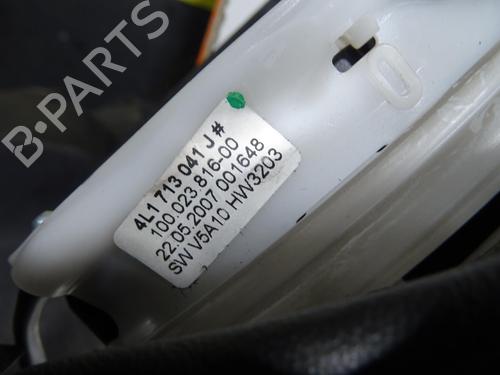 B-PARTS
4L1 713 041 J #
100.023.816-00
22.05.2007 001648
SW V5A10 HW3203